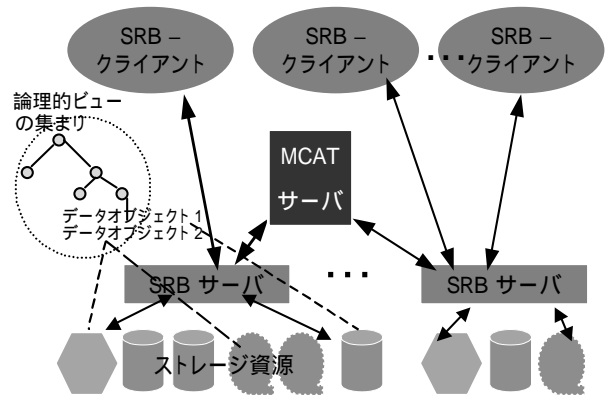 SRB –
クライアント
SRB –
クライアント
...
SRB –
クライアント
論理的ビュー
の集まり
MCAT
サーバ
データオブジェクト 1
データオブジェクト 2
SRB サーバ
...
SRB サーバ
ストレージ資源